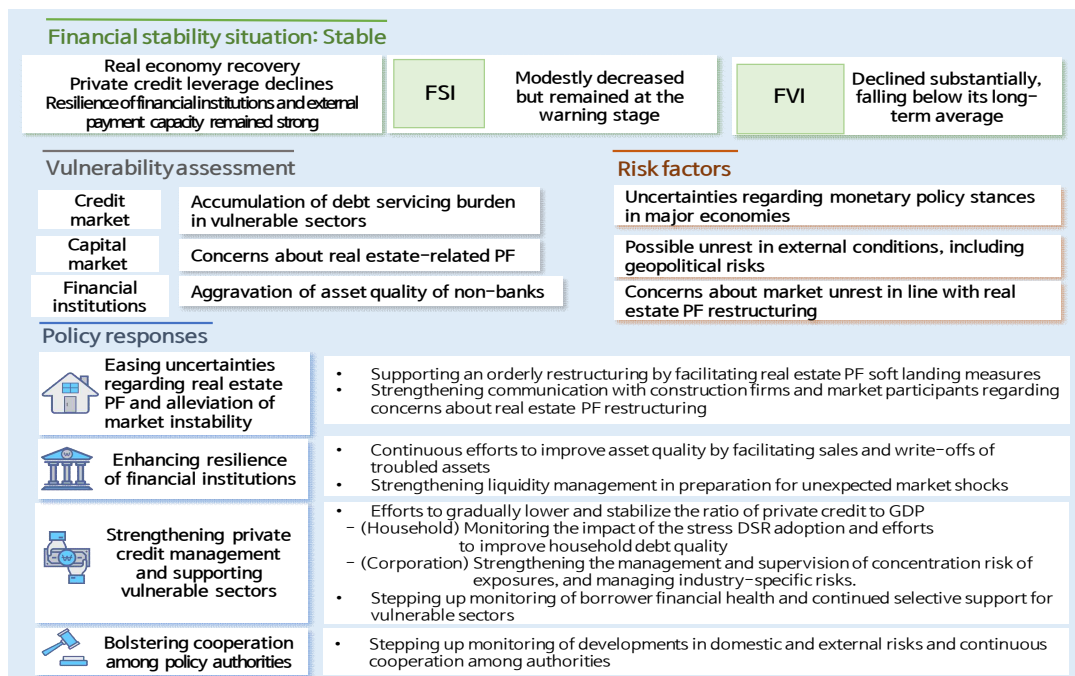 Financial stability situation: Stable
Real economy recovery
Private credit leverage declines
Resilience of financial institutions and external
payment capacity remained strong
FSI
Modestly decreased
but remained at the
warning stage
FVI
Declined substantially,
falling below its long-
term average
Vulnerability assessment
Credit
market
Accumulation of debt servicing burden
in vulnerable sectors
Capital
market
Concerns about real estate-related PF
Financial
institutions
Aggravation of asset quality of non-banks
Risk factors
Uncertainties regarding monetary policy stances
in major economies
Possible unrest in external conditions, including
geopolitical risks
Concerns about market unrest in line with real
estate PF restructuring
Policy responses
Easing uncertainties
regarding real estate
PF and alleviation of
market instability
• Supporting an orderly restructuring by facilitating real estate PF soft landing measures
• Strengthening communication with construction firms and market participants regarding
concerns about real estate PF restructuring
Enhancing resilience
of financial institutions
• Continuous efforts to improve asset quality by facilitating sales and write-offs of
troubled assets
• Strengthening liquidity management in preparation for unexpected market shocks
₩
Strengthening private
credit management
and supporting
vulnerable sectors
• Efforts to gradually lower and stabilize the ratio of private credit to GDP
- (Household) Monitoring the impact of the stress DSR adoption and efforts
to improve household debt quality
- (Corporation) Strengthening the management and supervision of concentration risk of
exposures, and managing industry-specific risks.
• Stepping up monitoring of borrower financial health and continued selective support for
vulnerable sectors
₩
Bolstering cooperation
among policy authorities
• Stepping up monitoring of developments in domestic and external risks and continuous
cooperation among authorities